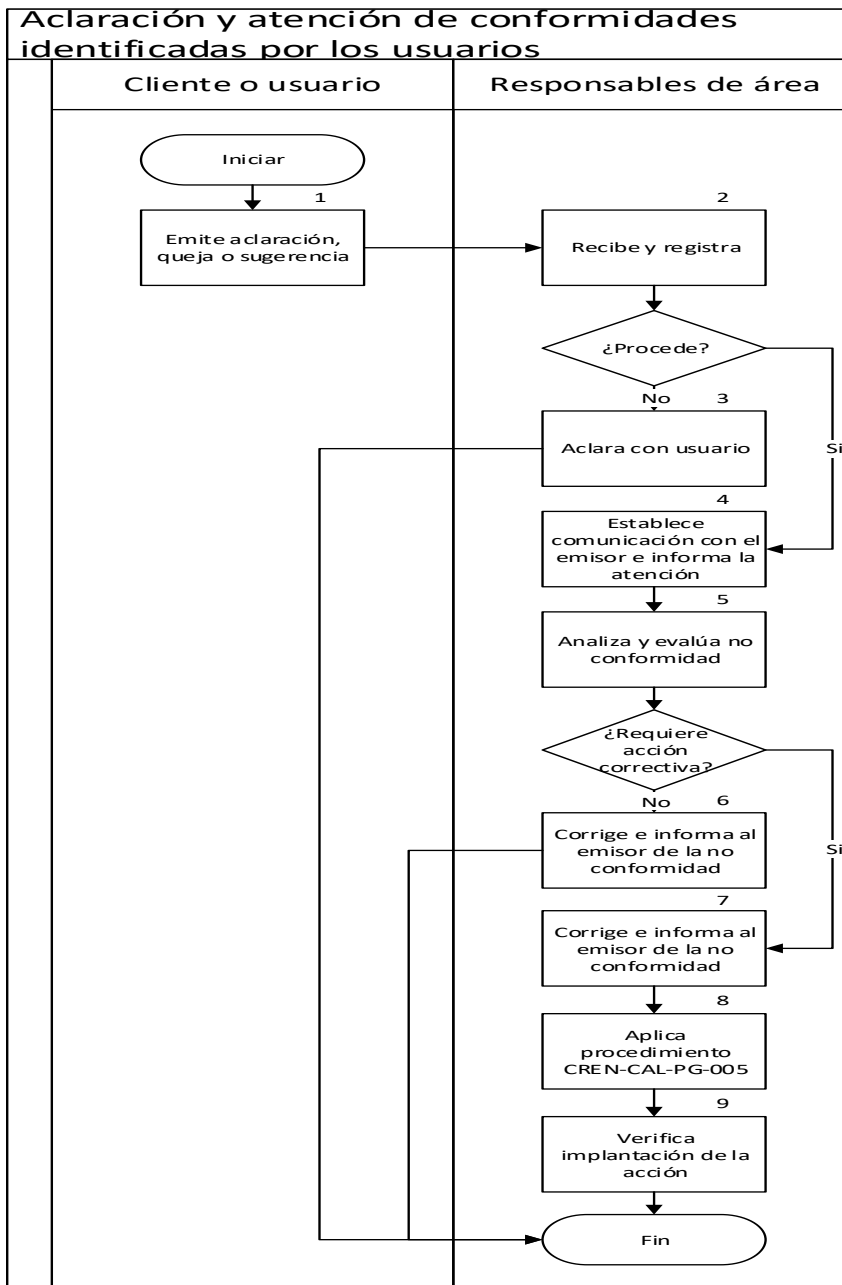 Aclaración y atención de conformidades
identificadas por los usuarios
Cliente o usuario
Responsables de área
Iniciar
1
Emite aclaración,
queja o sugerencia
2
Recibe y registra
¿Procede?
No
Si
3
Aclara con usuario
4
Establece
comunicación con el
emisor e informa la
atención
5
Analiza y evalúa no
conformidad
¿Requiere
acción
correctiva?
No
Si
6
Corrige e informa al
emisor de la no
conformidad
7
Corrige e informa al
emisor de la no
conformidad
8
Aplica
procedimiento
CREN-CAL-PG-005
9
Verifica
implantación de la
acción
Fin